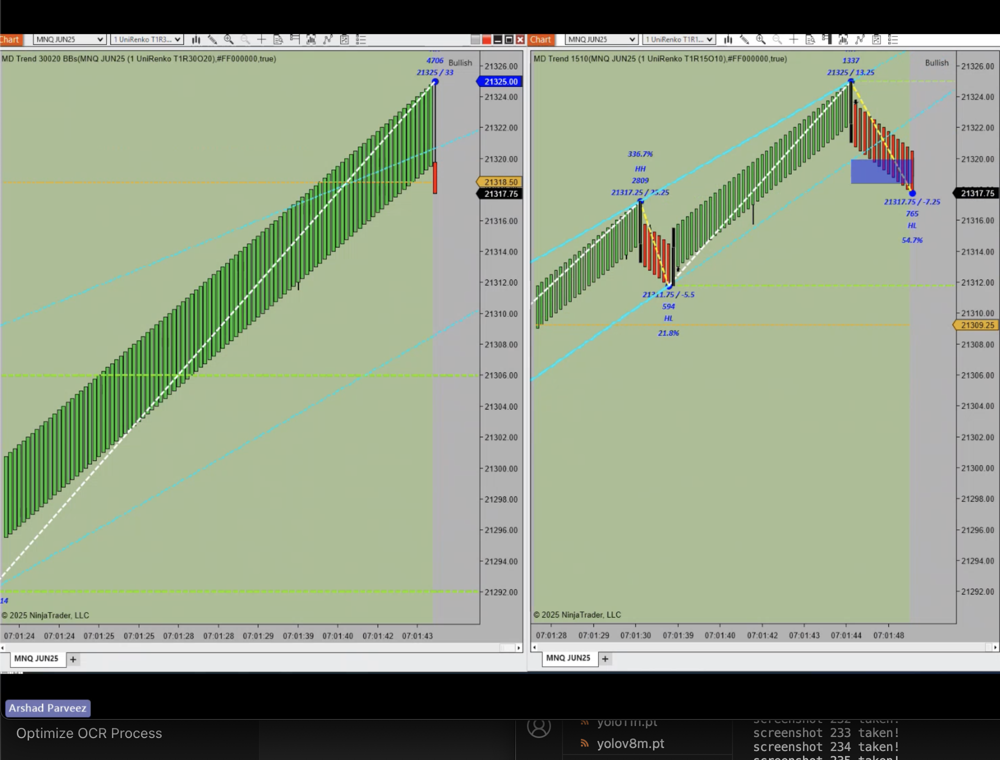 Chart
MNQ JUN25
1 UniRenko T1R3...
MD Trend 30020 BBs(MNQ JUN25 (1 UniRenko T1R30O20),#FF000000,true)
4706
Bullish
21325 / 33
21326.00
21325.00
21324.00
21322.00
21320.00
21318.50
21317.75
21316.00
21314.00
21312.00
21310.00
21308.00
21306.00
21304.00
21302.00
21300.00
21298.00
21296.00
21294.00
21292.00
14
© 2025 NinjaTrader, LLC
07:01:24 07:01:24 07:01:25 07:01:25 07:01:28 07:01:28 07:01:30 07:01:39 07:01:40 07:01:42 07:01:43
MNQ JUN25
+
Chart
MNQ JUN25
1 UniRenko T1R1...
MD Trend 1510(MNQ JUN25 (1 UniRenko T1R15O10),#FF000000,true)
1337
Bullish
21325 / 13.25
336.7%
HH
2809
21317.25 /
594
HL
21.8%
21317.75 / -7.25
765
HL
54.7%
21326.00
21324.00
21322.00
21320.00
21317.75
21316.00
21314.00
21312.00
21310.00
21309.25
21308.00
21306.00
21304.00
21302.00
21300.00
21298.00
21296.00
21294.00
21292.00
© 2025 NinjaTrader, LLC
07:01:28 07:01:29 07:01:30 07:01:39 07:01:40 07:01:42 07:01:43 07:01:44 07:01:48
MNQ JUN25
+
Arshad Parveez
Optimize OCR Process
yolo11n.pt
yolov8m.pt
screenshot 232 taken!
screenshot 233 taken!
screenshot 234 taken!
screenshot 235 taken!